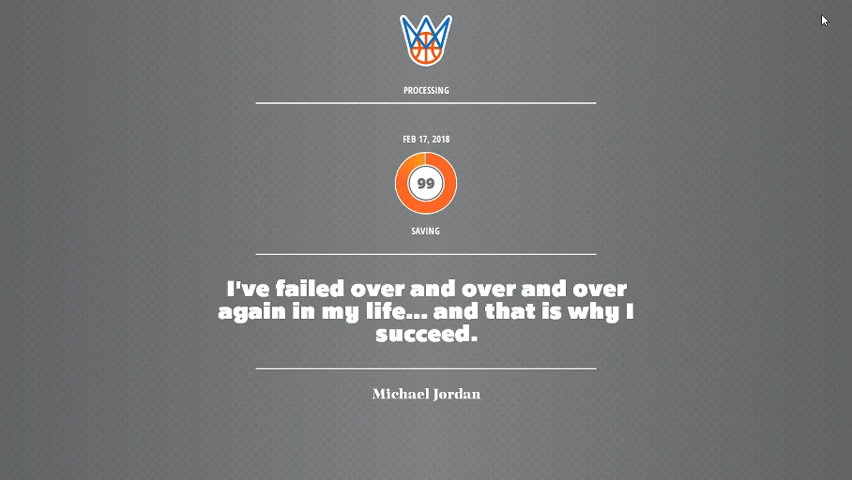 PROCESSING
FEB 17, 2018
99
SAVING
I've failed over and over and over
again in my life... and that is why I
succeed.
Michael Jordan